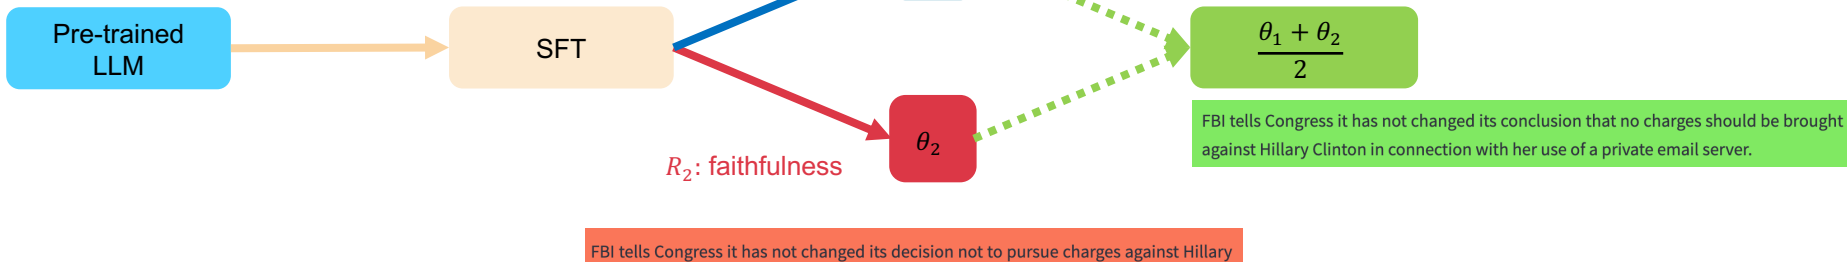 Pre-trained
LLM
SFT
θ₁ + θ₂
2
θ₂
R₂: faithfulness
FBI tells Congress it has not changed its conclusion that no charges should be brought
against Hillary Clinton in connection with her use of a private email server.
FBI tells Congress it has not changed its decision not to pursue charges against Hillary